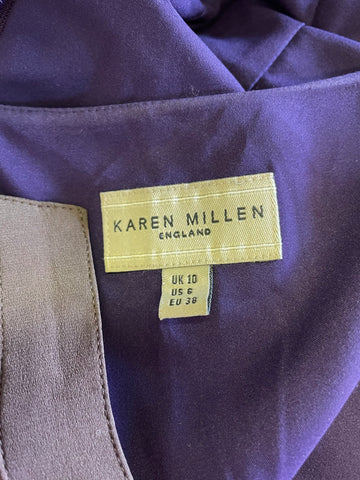 KAREN MILLEN
ENGLAND
UK 10
US 6
EU 38